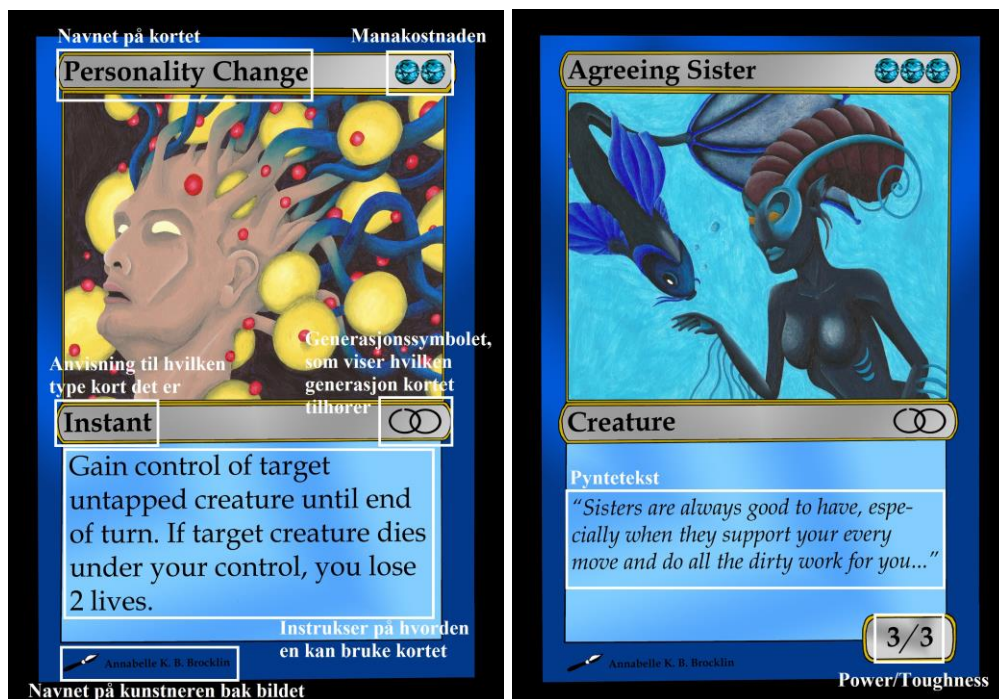 Navnet på kortet
Manakostnaden
Personality Change
Anvisning til hvilken
type kort det er
Generasjonssymbolet,
som viser hvilken
generasjon kortet
tilhører
Instant
Gain control of target
untapped creature until end
of turn. If target creature dies
under your control, you lose
2 lives.
Instrukser på hvorden
en kan bruke kortet
Annabelle K. B. Brocklin
Navnet på kunstneren bak bildet
Agreeing Sister
Creature
Pyntetekst
“Sisters are always good to have, espe-
cially when they support your every
move and do all the dirty work for you...”
3/3
Annabelle K. B. Brocklin
Power/Toughness